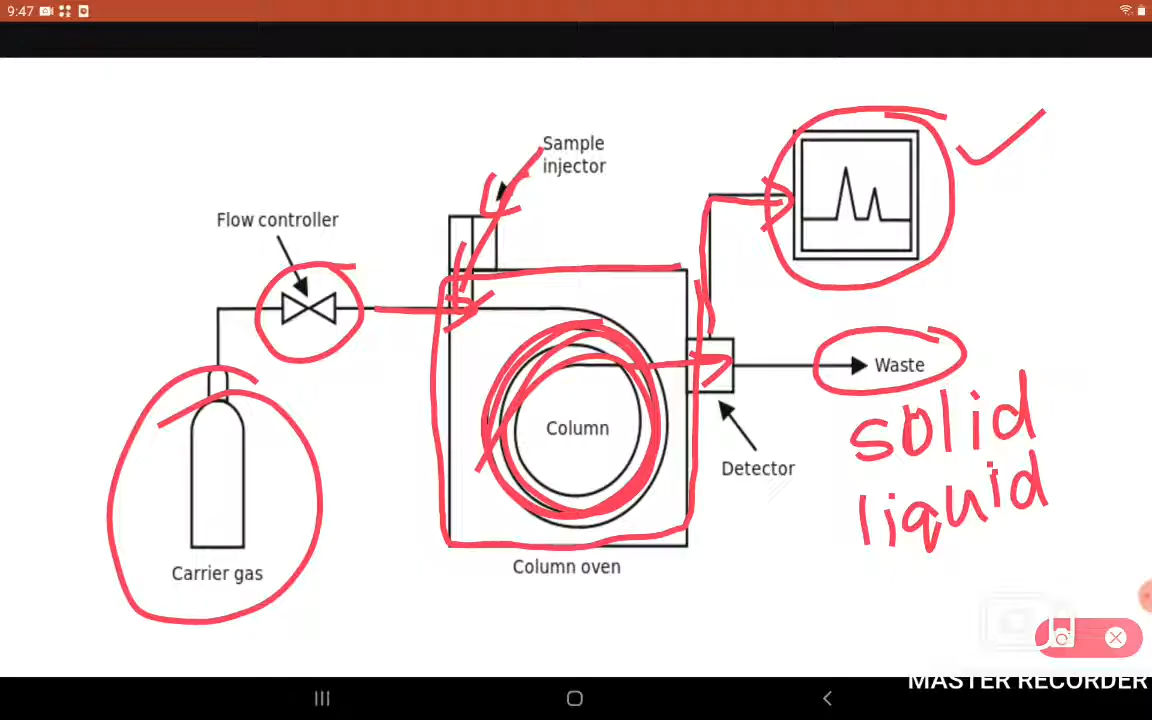 9:47
Sample
injector
Flow controller
Column
Waste
solid
liquid
Detector
Column oven
Carrier gas
MASTER RECORDER